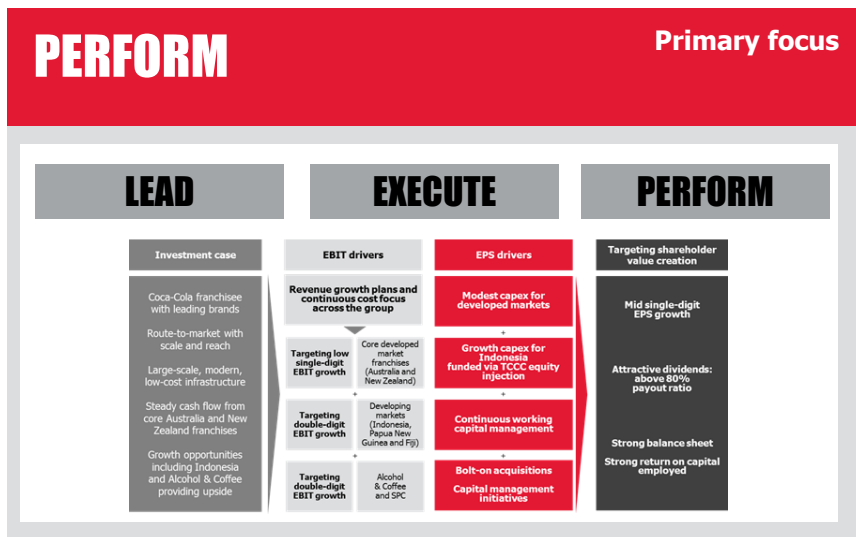 PERFORM
Primary focus
LEAD
EXECUTE
PERFORM
Investment case
Coca-Cola franchisee
with leading brands
Route-to-market with
scale and reach
Large-scale, modern,
low-cost infrastructure
Steady cash flow from
core Australia and New
Zealand franchises
Growth opportunities
including Indonesia
and Alcohol & Coffee
providing upside
EBIT drivers
Revenue growth plans and
continuous cost focus
across the group
Targeting low
single-digit
EBIT growth
Core developed
market
franchises
(Australia and
New Zealand)
+
Targeting
double-digit
EBIT growth
Developing
markets
(Indonesia,
Papua New
Guinea and Fiji)
+
Targeting
double-digit
EBIT growth
Alcohol
& Coffee
and SPC
EPS drivers
Modest capex for
developed markets
+
Growth capex for
Indonesia
funded via TCCC equity
injection
+
Continuous working
capital management
+
Bolt-on acquisitions
Capital management
initiatives
Targeting shareholder
value creation
Mid single-digit
EPS growth
Attractive dividends:
above 80%
payout ratio
Strong balance sheet
Strong return on capital
employed